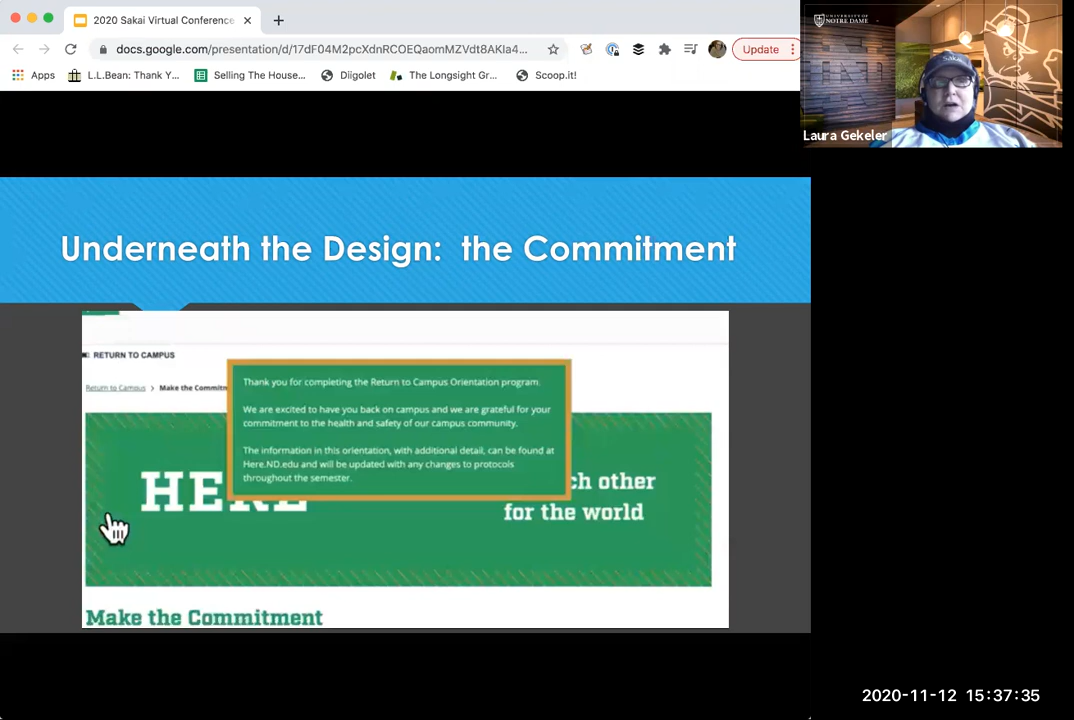 2020 Sakai Virtual Conference
docs.google.com/presentation/d/17dF04M2pcXdnRCOEQaomMZVdt8AKla4...
Update
Apps
L.L.Bean: Thank Y...
Selling The House...
Diigolet
The Longsight Gr...
Scoop.it!
UNIVERSITY OF
NOTRE DAME
Sakai
Laura Gekeler
Underneath the Design: the Commitment
RETURN TO CAMPUS
Return to Campus > Make the Commitm
Thank you for completing the Return to Campus Orientation program.
We are excited to have you back on campus and we are grateful for your
commitment to the health and safety of our campus community.
The information in this orientation, with additional detail, can be found at
Here.ND.edu and will be updated with any changes to protocols
throughout the semester.
HERE
ch other
for the world
Make the Commitment
2020-11-12 15:37:35